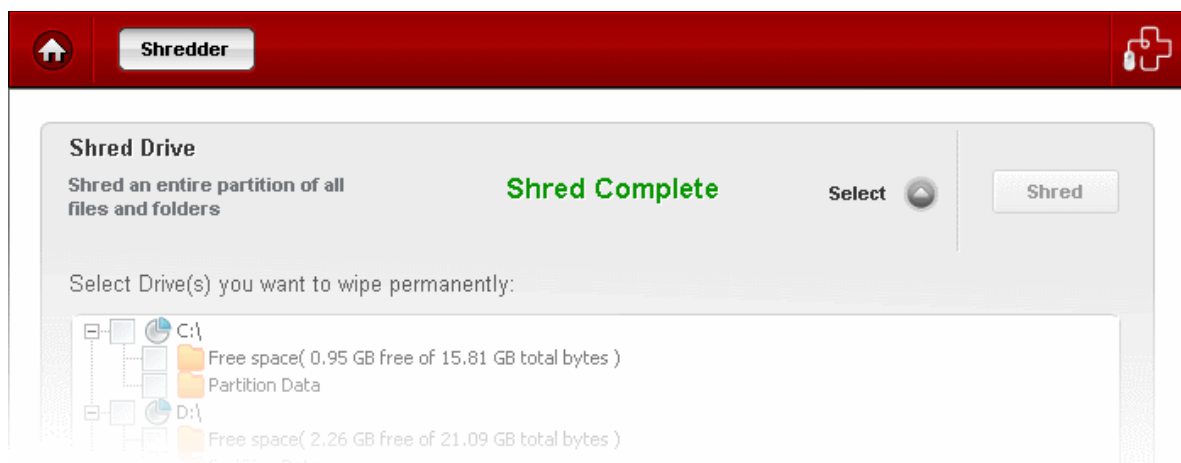 Shredder
Shred Drive
Shred an entire partition of all
files and folders
Shred Complete
Select
Shred
Select Drive(s) you want to wipe permanently:
C:\
Free space( 0.95 GB free of 15.81 GB total bytes )
Partition Data
D:\
Free space( 2.26 GB free of 21.09 GB total bytes )